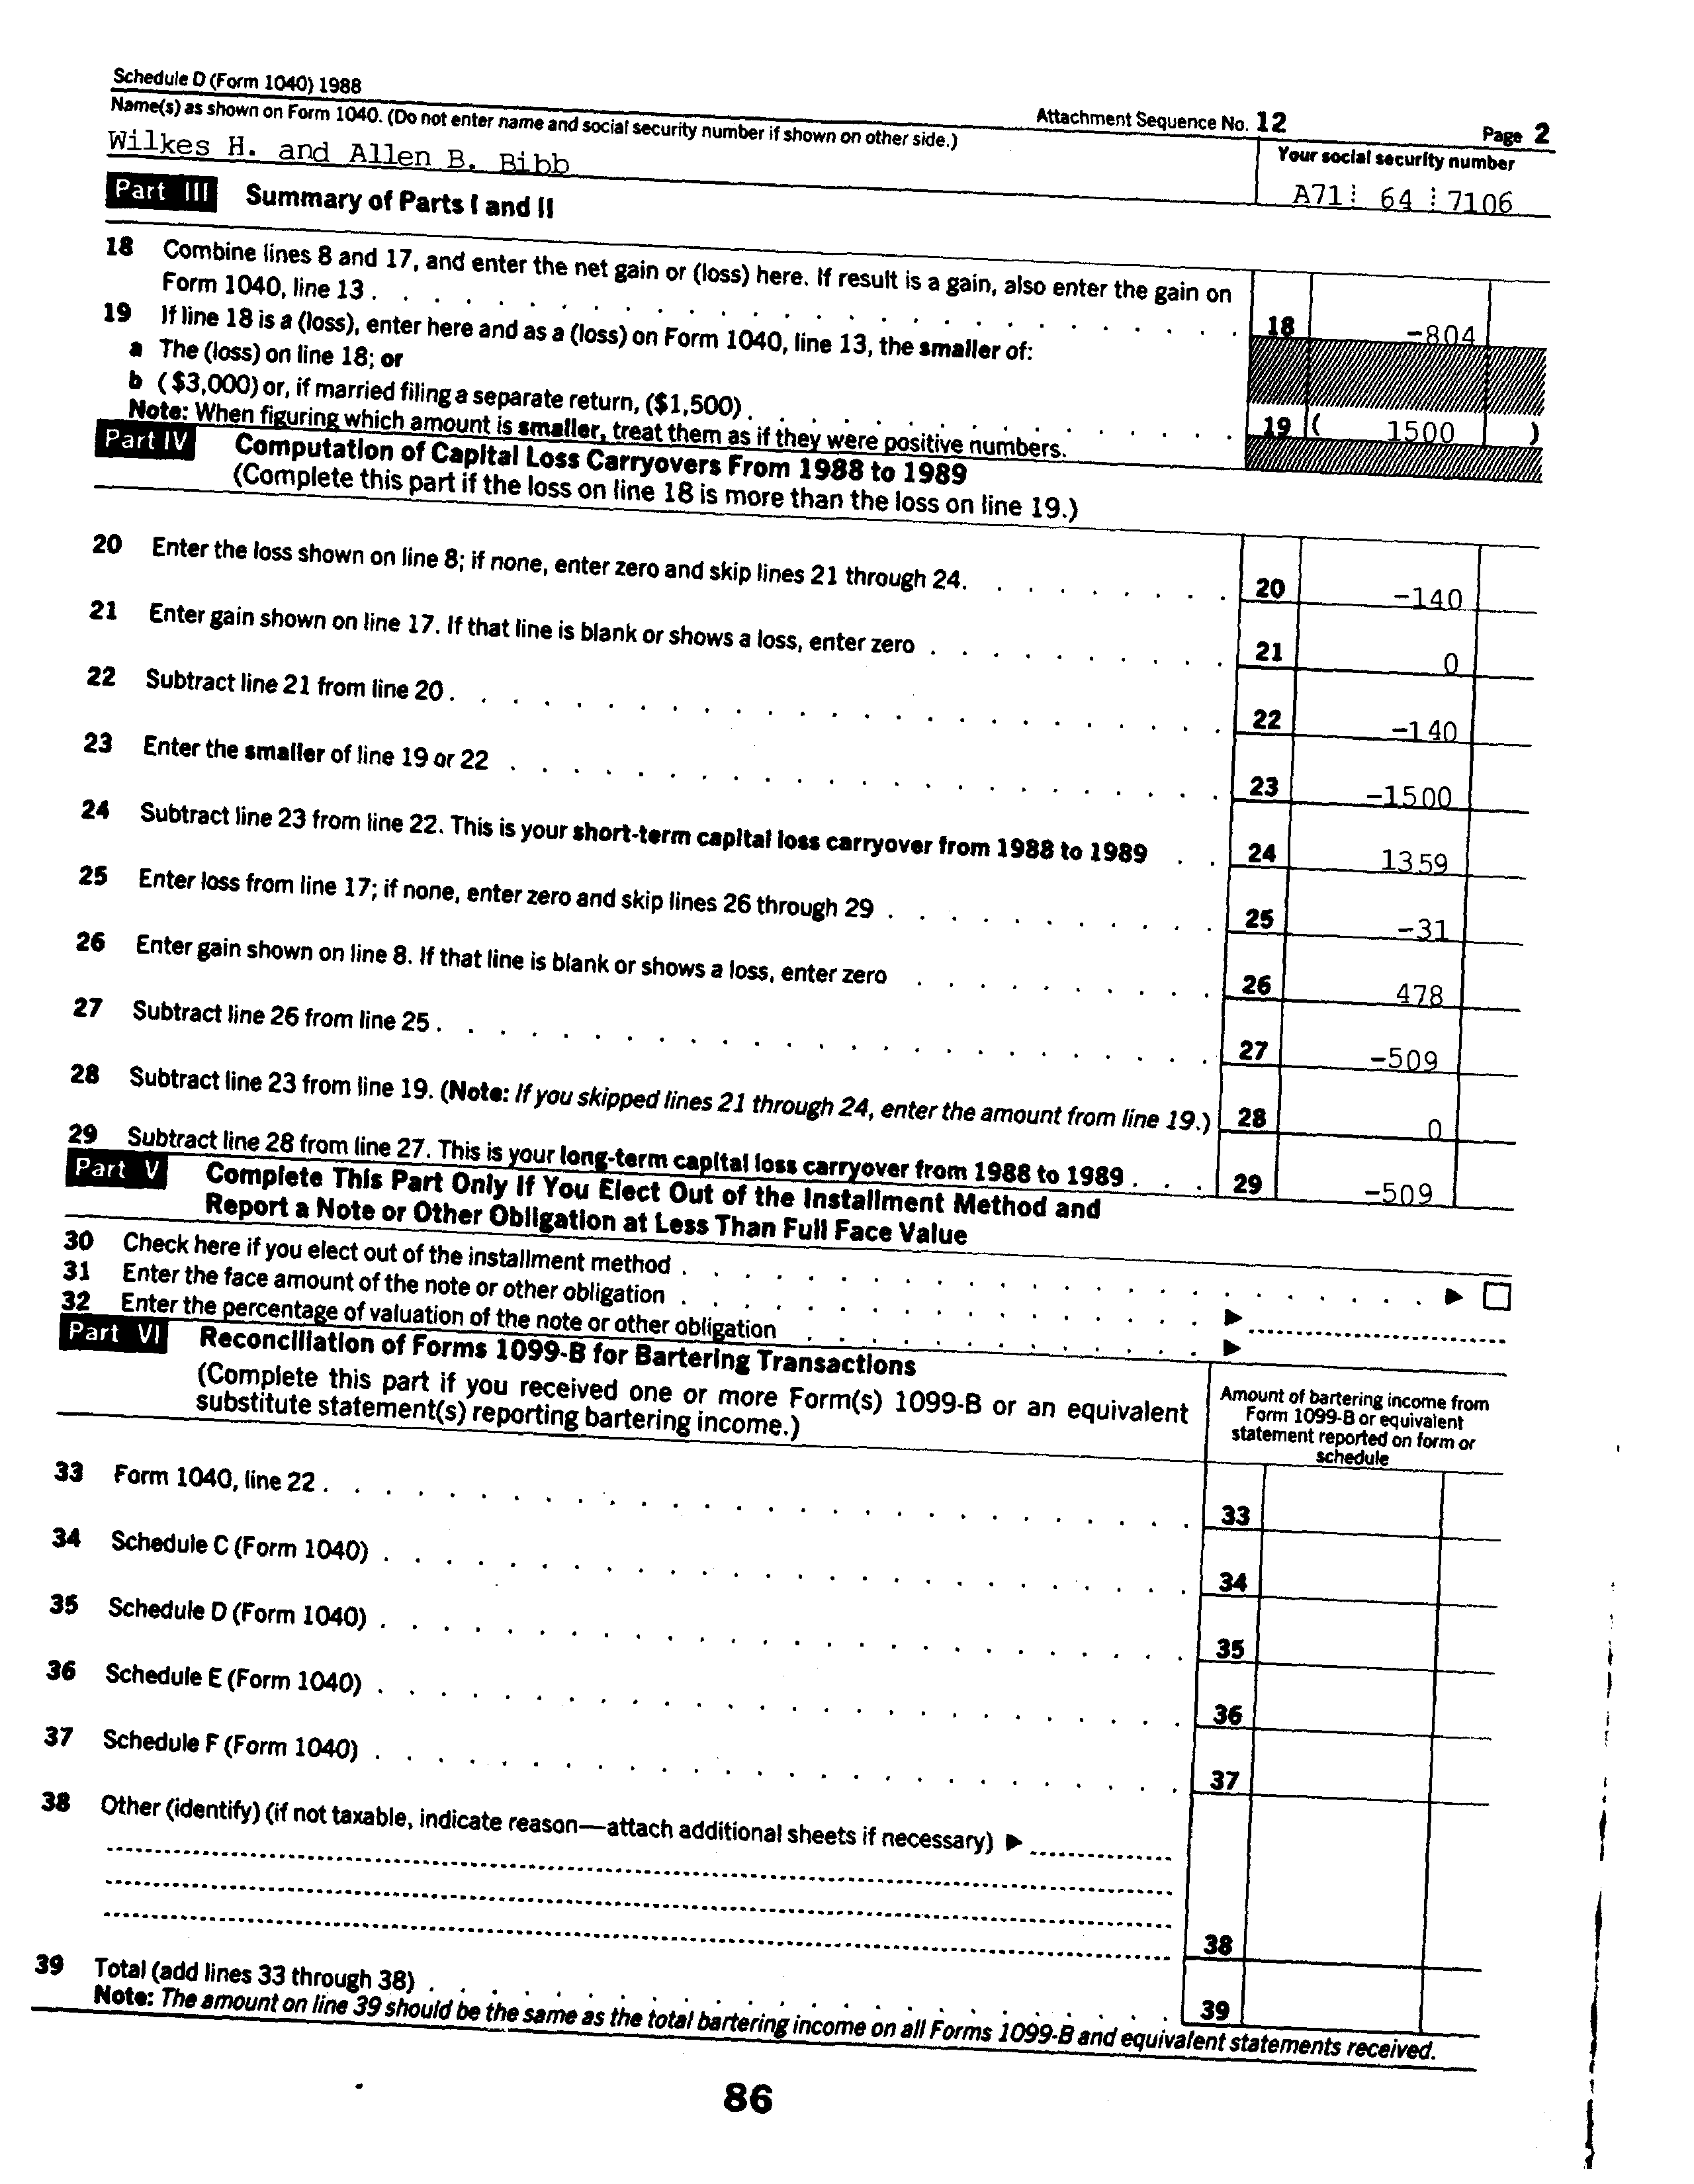 Schedule D (Form 1040) 1988
Attachment Sequence No. 12
Page 2
Name(s) as shown on Form 1040. (Do not enter name and social security number if shown on other side.)
Your social security number
Wilkes H. and Allen B. Bibb
A71 64 7106
Part III Summary of Parts I and II
18 Combine lines 8 and 17, and enter the net gain or (loss) here. If result is a gain, also enter the gain on
Form 1040, line 13 . 18 -804
19 If line 18 is a (loss), enter here and as a (loss) on Form 1040, line 13, the smaller of:
a The (loss) on line 18; or
b ($3,000) or, if married filing a separate return, ($1,500) . 19 ( 1500 )
Note: When figuring which amount is smaller, treat them as if they were positive numbers.
Part IV Computation of Capital Loss Carryovers From 1988 to 1989
(Complete this part if the loss on line 18 is more than the loss on line 19.)
20 Enter the loss shown on line 8; if none, enter zero and skip lines 21 through 24. 20 -140
21 Enter gain shown on line 17. If that line is blank or shows a loss, enter zero . 21 0
22 Subtract line 21 from line 20 . 22 -140
23 Enter the smaller of line 19 or 22 . 23 -1500
24 Subtract line 23 from line 22. This is your short-term capital loss carryover from 1988 to 1989 . 24 1359
25 Enter loss from line 17; if none, enter zero and skip lines 26 through 29 . 25 -31
26 Enter gain shown on line 8. If that line is blank or shows a loss, enter zero . 26 478
27 Subtract line 26 from line 25 . 27 -509
28 Subtract line 23 from line 19. (Note: If you skipped lines 21 through 24, enter the amount from line 19.) 28 0
29 Subtract line 28 from line 27. This is your long-term capital loss carryover from 1988 to 1989 . 29 -509
Part V Complete This Part Only If You Elect Out of the Installment Method and
Report a Note or Other Obligation at Less Than Full Face Value
30 Check here if you elect out of the installment method . ▶ ☐
31 Enter the face amount of the note or other obligation . ▶
32 Enter the percentage of valuation of the note or other obligation . ▶
Part VI Reconciliation of Forms 1099-B for Bartering Transactions
(Complete this part if you received one or more Form(s) 1099-B or an equivalent
substitute statement(s) reporting bartering income.)
Amount of bartering income from
Form 1099-B or equivalent
statement reported on form or
schedule
33 Form 1040, line 22 . 33
34 Schedule C (Form 1040) . 34
35 Schedule D (Form 1040) . 35
36 Schedule E (Form 1040) . 36
37 Schedule F (Form 1040) . 37
38 Other (identify) (if not taxable, indicate reason—attach additional sheets if necessary) ▶
38
39 Total (add lines 33 through 38) . 39
Note: The amount on line 39 should be the same as the total bartering income on all Forms 1099-B and equivalent statements received.
86